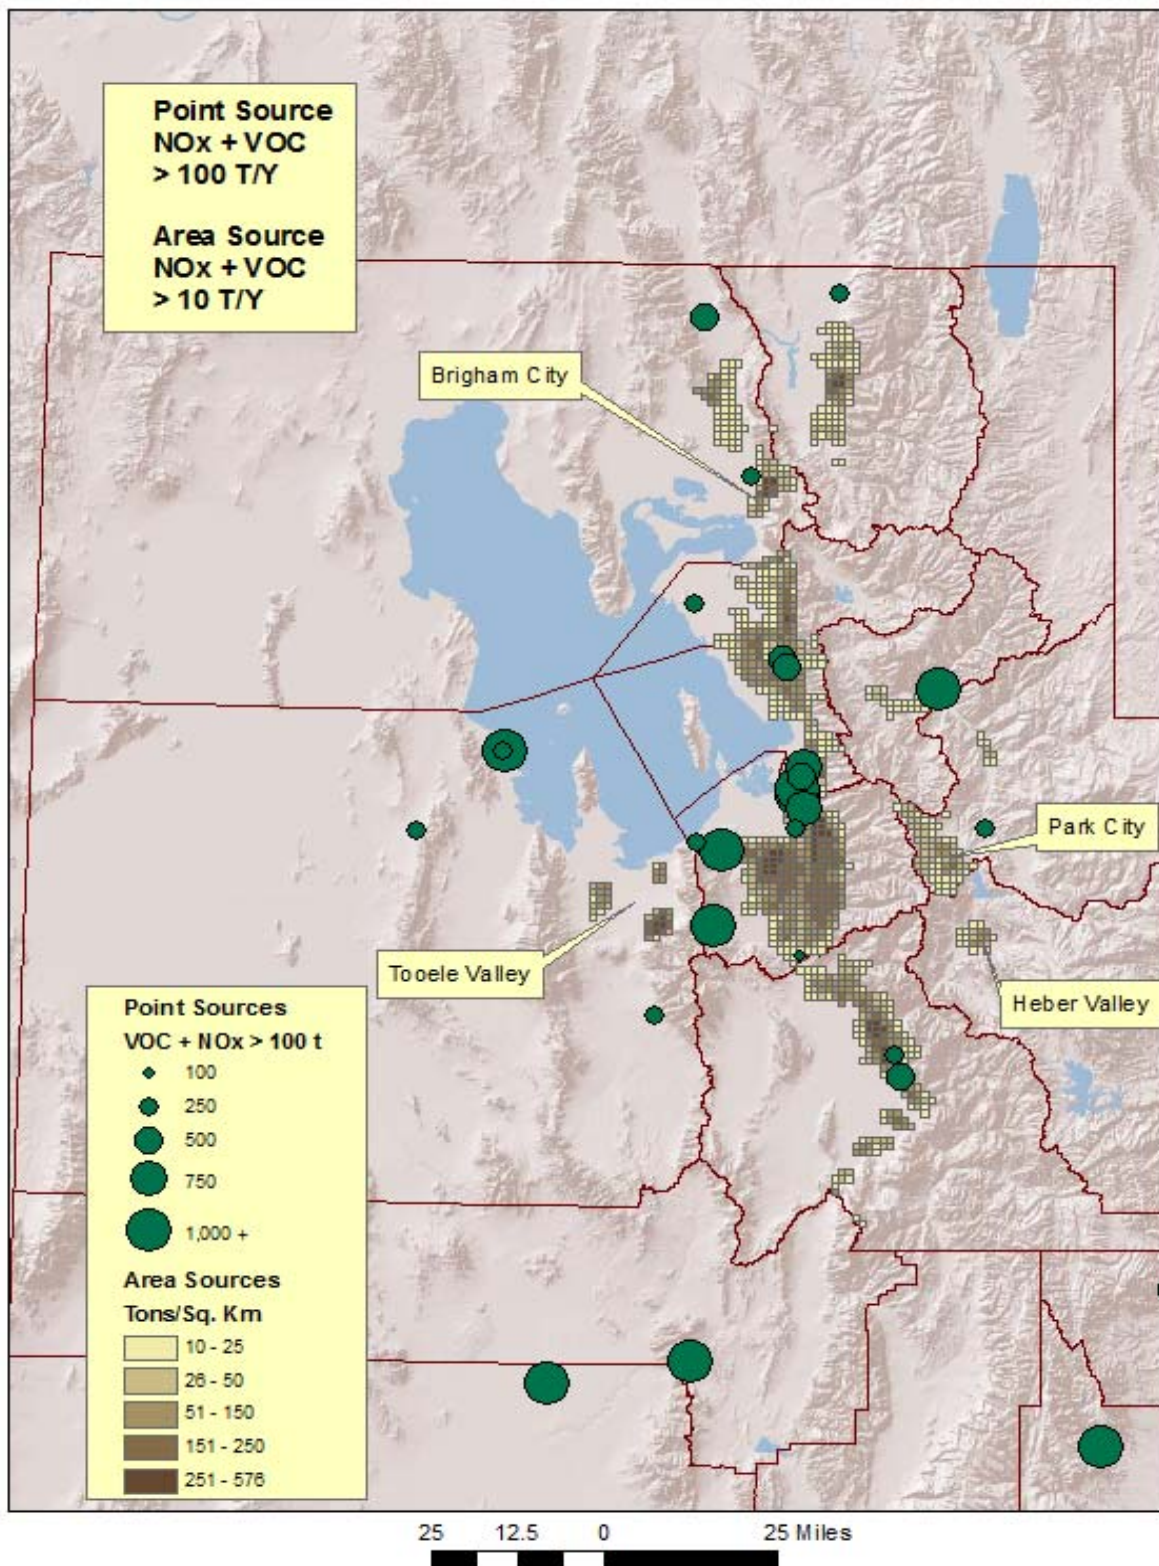 Point Source
NOx + VOC
> 100 T/Y
Area Source
NOx + VOC
> 10 T/Y
Brigham City
Park City
Tooele Valley
Heber Valley
Point Sources
VOC + NOx > 100 t
100
250
500
750
1,000 +
Area Sources
Tons/Sq. Km
10 - 25
26 - 50
51 - 150
151 - 250
251 - 576
25 12.5 0 25 Miles